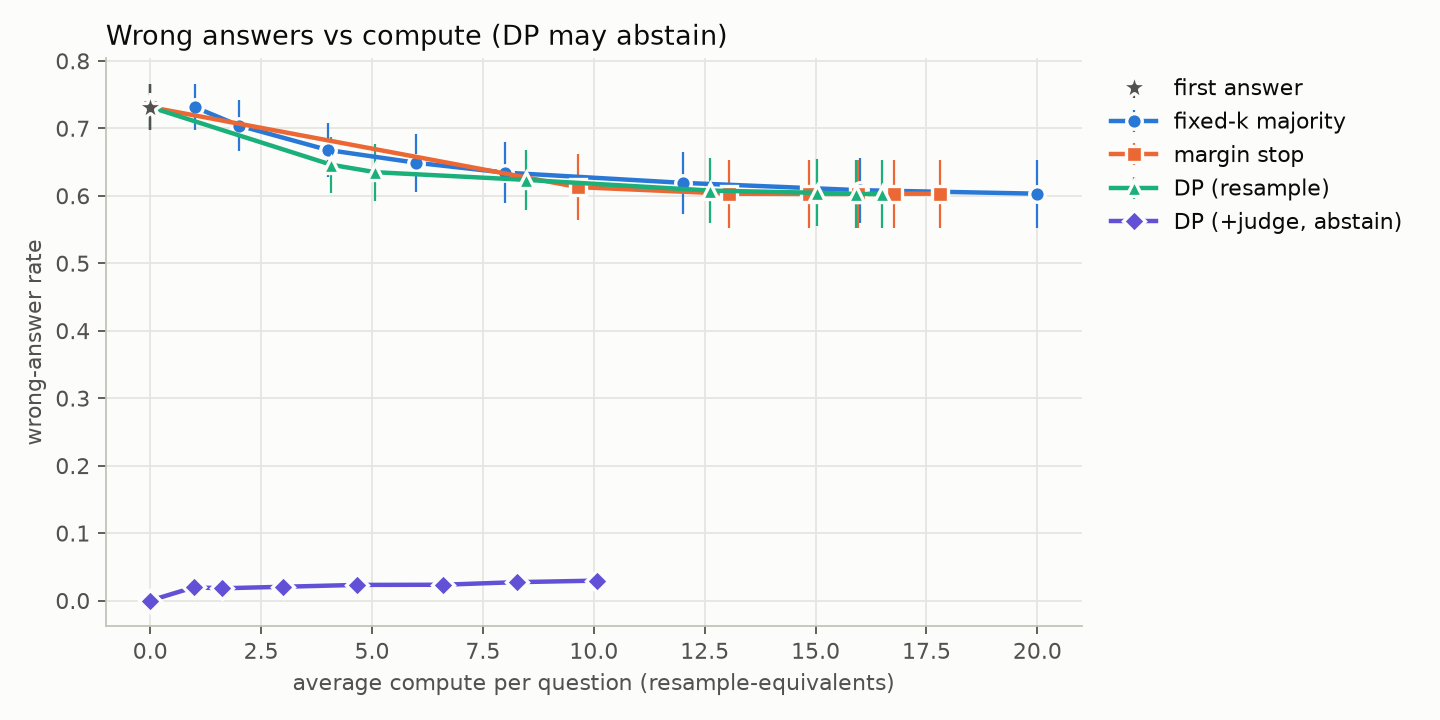 Wrong answers vs compute (DP may abstain)
wrong-answer rate
0.8
0.7
0.6
0.5
0.4
0.3
0.2
0.1
0.0
0.0 2.5 5.0 7.5 10.0 12.5 15.0 17.5 20.0
average compute per question (resample-equivalents)
first answer
fixed-k majority
margin stop
DP (resample)
DP (+judge, abstain)